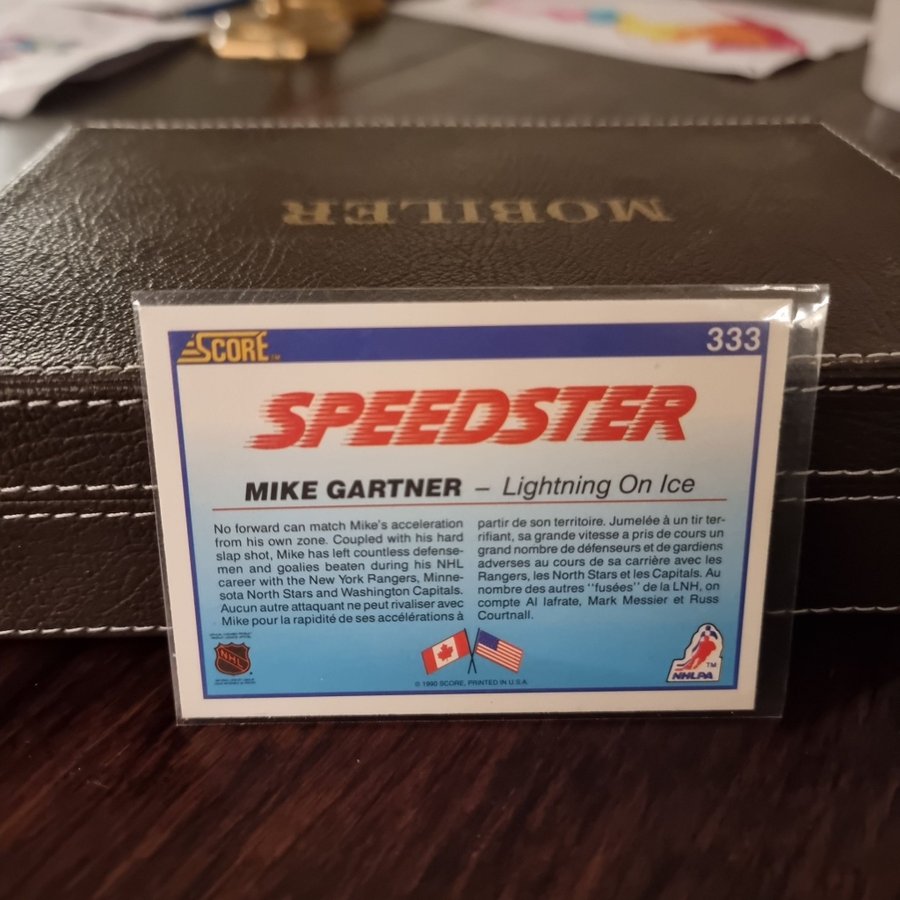 MOBILER
SCORE TM
333
SPEEDSTER
MIKE GARTNER – Lightning On Ice
No forward can match Mike's acceleration
from his own zone. Coupled with his hard
slap shot, Mike has left countless defense-
men and goalies beaten during his NHL
career with the New York Rangers, Minne-
sota North Stars and Washington Capitals.
Aucun autre attaquant ne peut rivaliser avec
Mike pour la rapidité de ses accélérations à
partir de son territoire. Jumelée à un tir ter-
rifiant, sa grande vitesse a pris de cours un
grand nombre de défenseurs et de gardiens
adverses au cours de sa carrière avec les
Rangers, les North Stars et les Capitals. Au
nombre des autres "fusées" de la LNH, on
compte Al Iafrate, Mark Messier et Russ
Courtnall.
NHL
© 1990 SCORE, PRINTED IN U.S.A.
TM
NHLPA